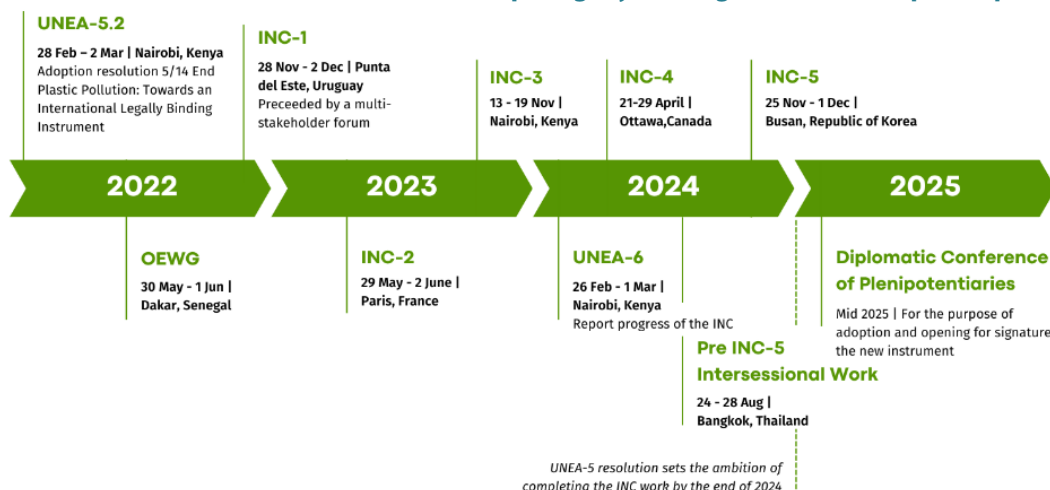 UNEA-5.2
28 Feb – 2 Mar | Nairobi, Kenya
Adoption resolution 5/14 End
Plastic Pollution: Towards an
International Legally Binding
Instrument
INC-1
28 Nov - 2 Dec | Punta
del Este, Uruguay
Preceeded by a multi-
stakeholder forum
INC-3
13 - 19 Nov |
Nairobi, Kenya
INC-4
21-29 April |
Ottawa,Canada
INC-5
25 Nov - 1 Dec |
Busan, Republic of Korea
2022
2023
2024
2025
OEWG
30 May - 1 Jun |
Dakar, Senegal
INC-2
29 May - 2 June |
Paris, France
UNEA-6
26 Feb - 1 Mar |
Nairobi, Kenya
Report progress of the INC
Pre INC-5
Intersessional Work
24 - 28 Aug |
Bangkok, Thailand
Diplomatic Conference
of Plenipotentiaries
Mid 2025 | For the purpose of
adoption and opening for signature
the new instrument
UNEA-5 resolution sets the ambition of
completing the INC work by the end of 2024